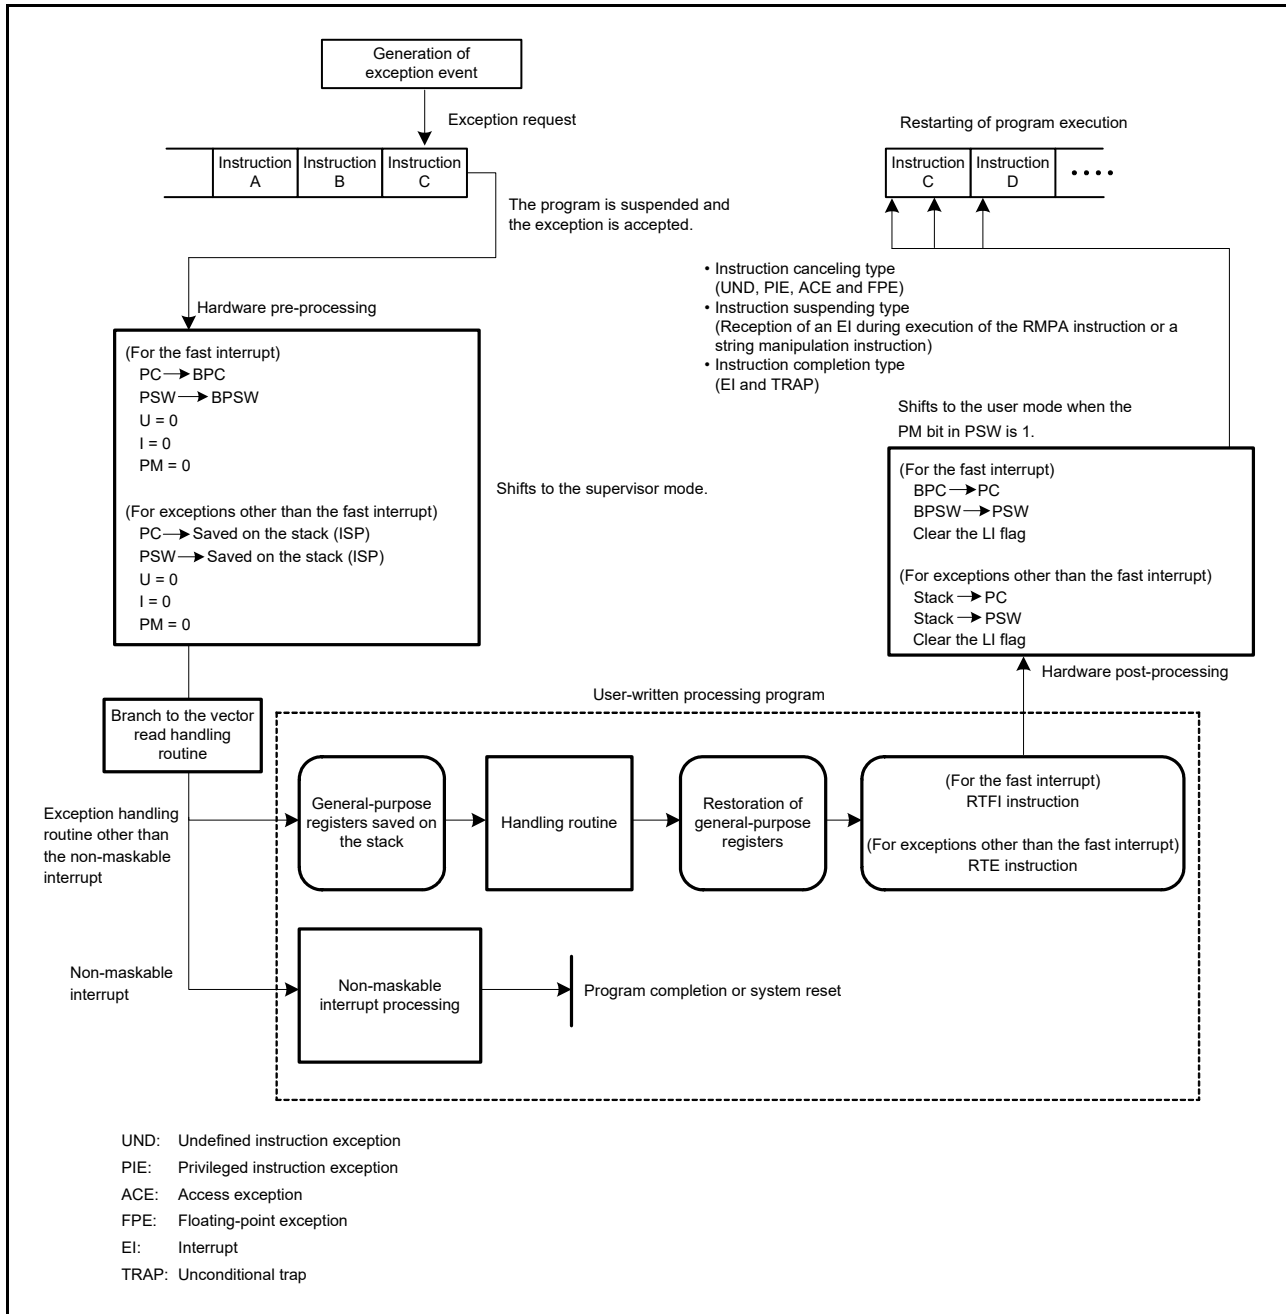 Generation of
exception event
Exception request
Instruction
A
Instruction
B
Instruction
C
The program is suspended and
the exception is accepted.
Restarting of program execution
Instruction
C
Instruction
D
• • • •
• Instruction canceling type
(UND, PIE, ACE and FPE)
• Instruction suspending type
(Reception of an EI during execution of the RMPA instruction or a
string manipulation instruction)
• Instruction completion type
(EI and TRAP)
Hardware pre-processing
(For the fast interrupt)
PC → BPC
PSW → BPSW
U = 0
I = 0
PM = 0
(For exceptions other than the fast interrupt)
PC → Saved on the stack (ISP)
PSW → Saved on the stack (ISP)
U = 0
I = 0
PM = 0
Shifts to the supervisor mode.
Shifts to the user mode when the
PM bit in PSW is 1.
(For the fast interrupt)
BPC → PC
BPSW → PSW
Clear the LI flag
(For exceptions other than the fast interrupt)
Stack → PC
Stack → PSW
Clear the LI flag
Hardware post-processing
Branch to the vector
read handling
routine
User-written processing program
Exception handling
routine other than
the non-maskable
interrupt
General-purpose
registers saved on
the stack
Handling routine
Restoration of
general-purpose
registers
(For the fast interrupt)
RTFI instruction
(For exceptions other than the fast interrupt)
RTE instruction
Non-maskable
interrupt
Non-maskable
interrupt processing
Program completion or system reset
UND: Undefined instruction exception
PIE: Privileged instruction exception
ACE: Access exception
FPE: Floating-point exception
EI: Interrupt
TRAP: Unconditional trap